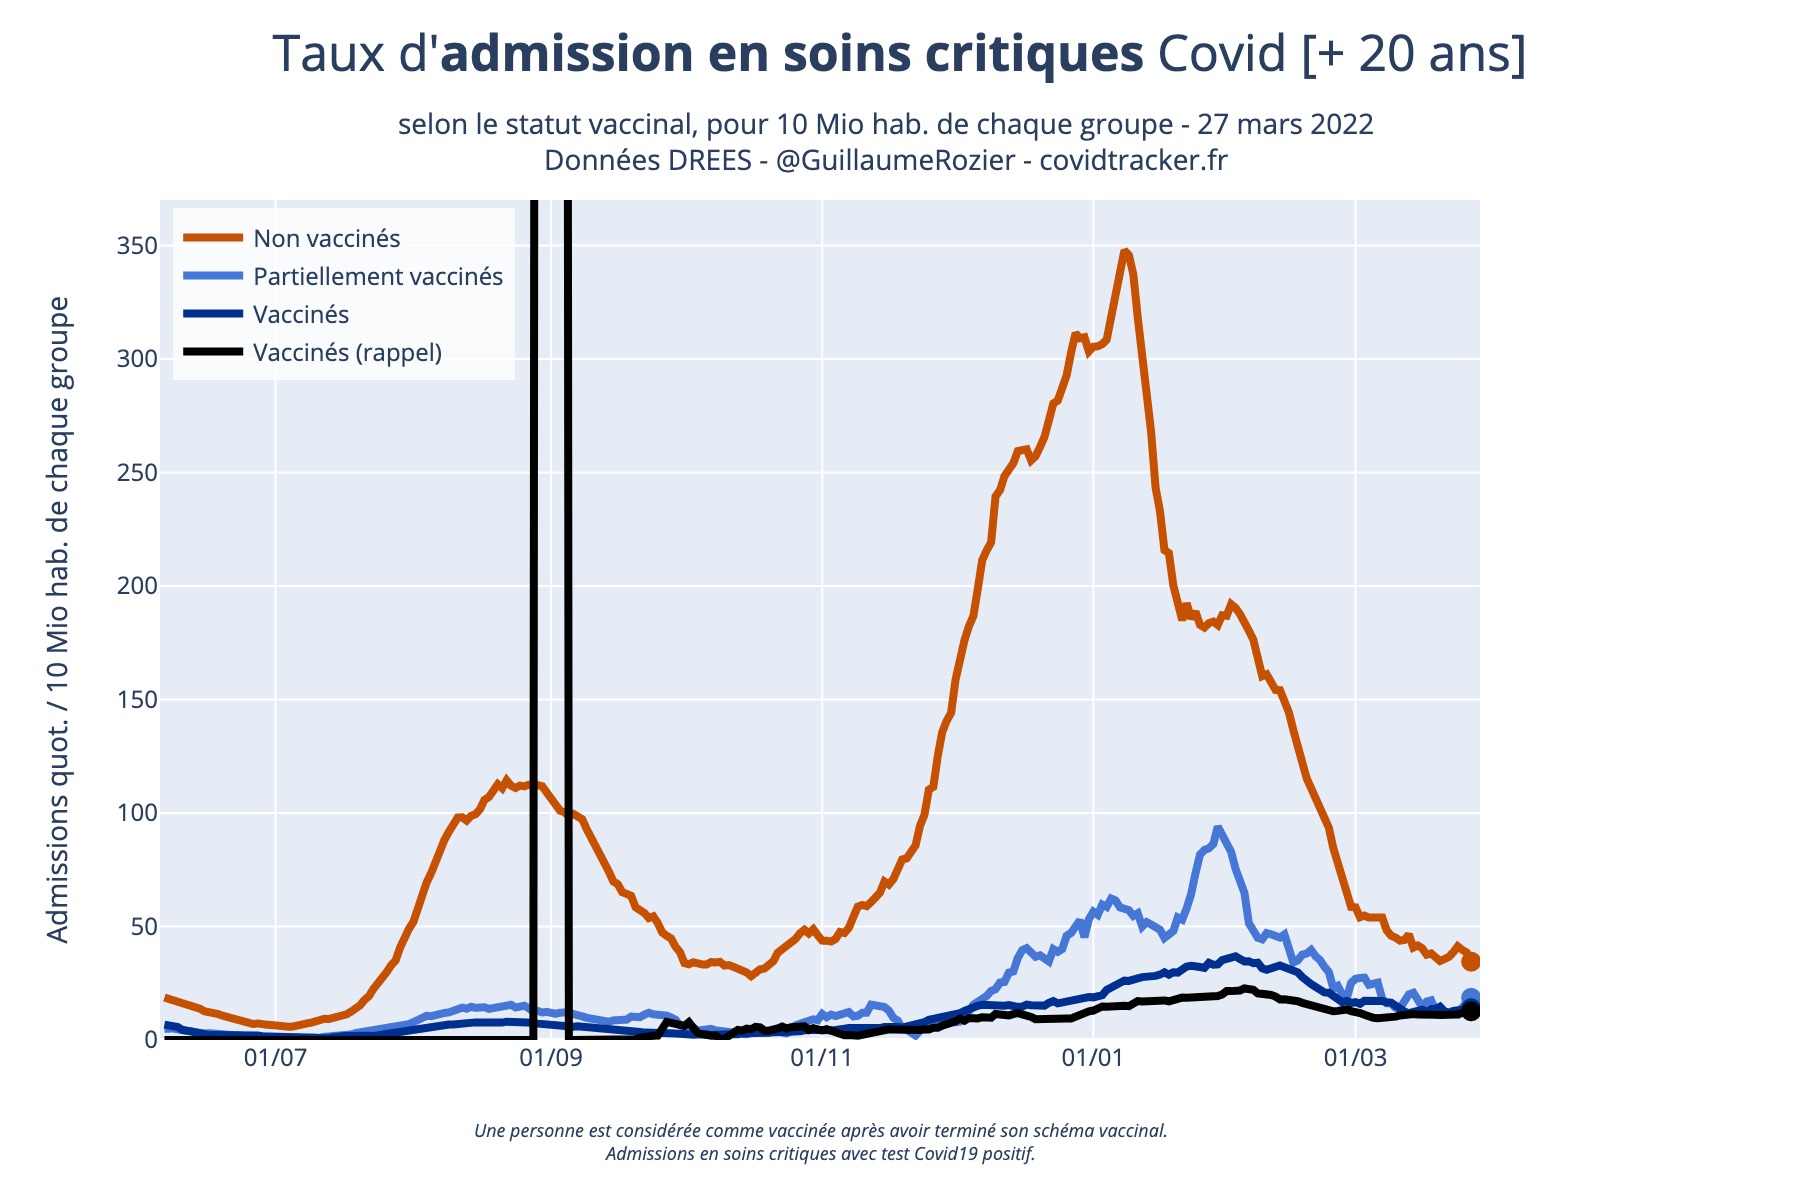 Taux d'admission en soins critiques Covid [+ 20 ans]
selon le statut vaccinal, pour 10 Mio hab. de chaque groupe - 27 mars 2022
Données DREES - @GuillaumeRozier - covidtracker.fr
Admissions quot. / 10 Mio hab. de chaque groupe
Non vaccinés
Partiellement vaccinés
Vaccinés
Vaccinés (rappel)
350
300
250
200
150
100
50
0
01/07 01/09 01/11 01/01 01/03
Une personne est considérée comme vaccinée après avoir terminé son schéma vaccinal.
Admissions en soins critiques avec test Covid19 positif.